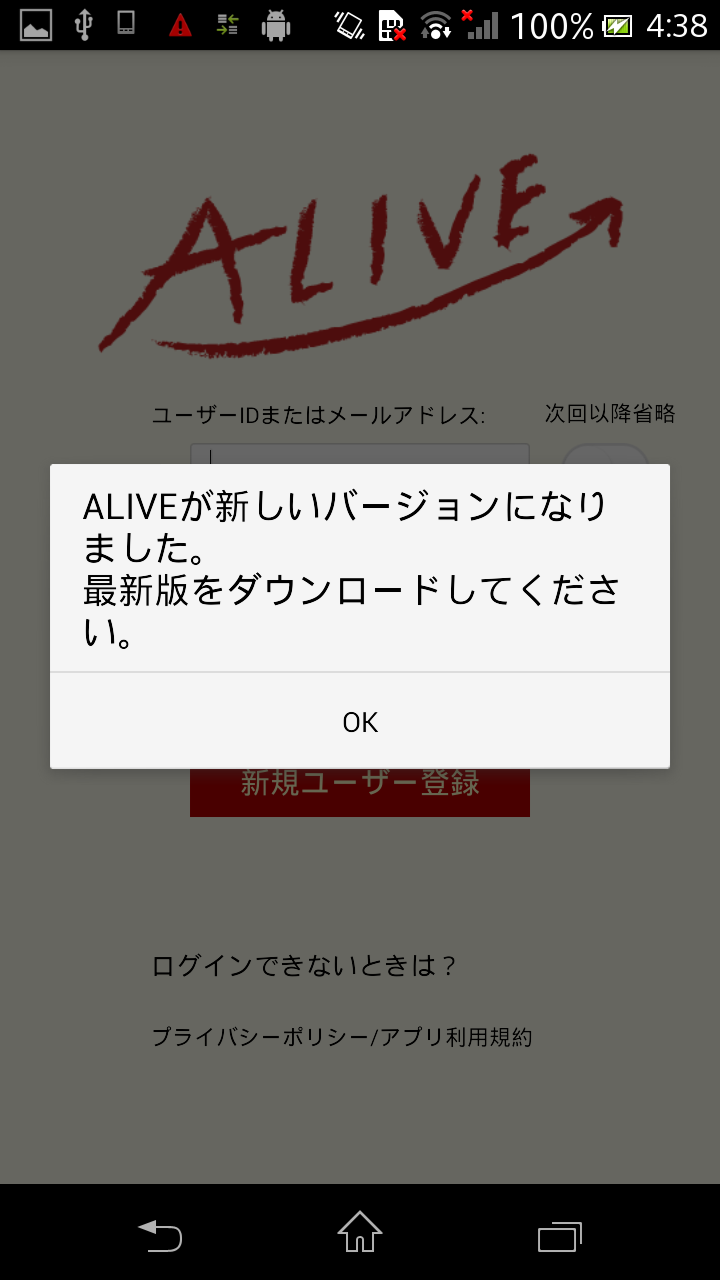 100% 4:38
ALIVE
ユーザーIDまたはメールアドレス: 次回以降省略
ALIVEが新しいバージョンになり
ました。
最新版をダウンロードしてくださ
い。
OK
新規ユーザー登録
ログインできないときは？
プライバシーポリシー/アプリ利用規約